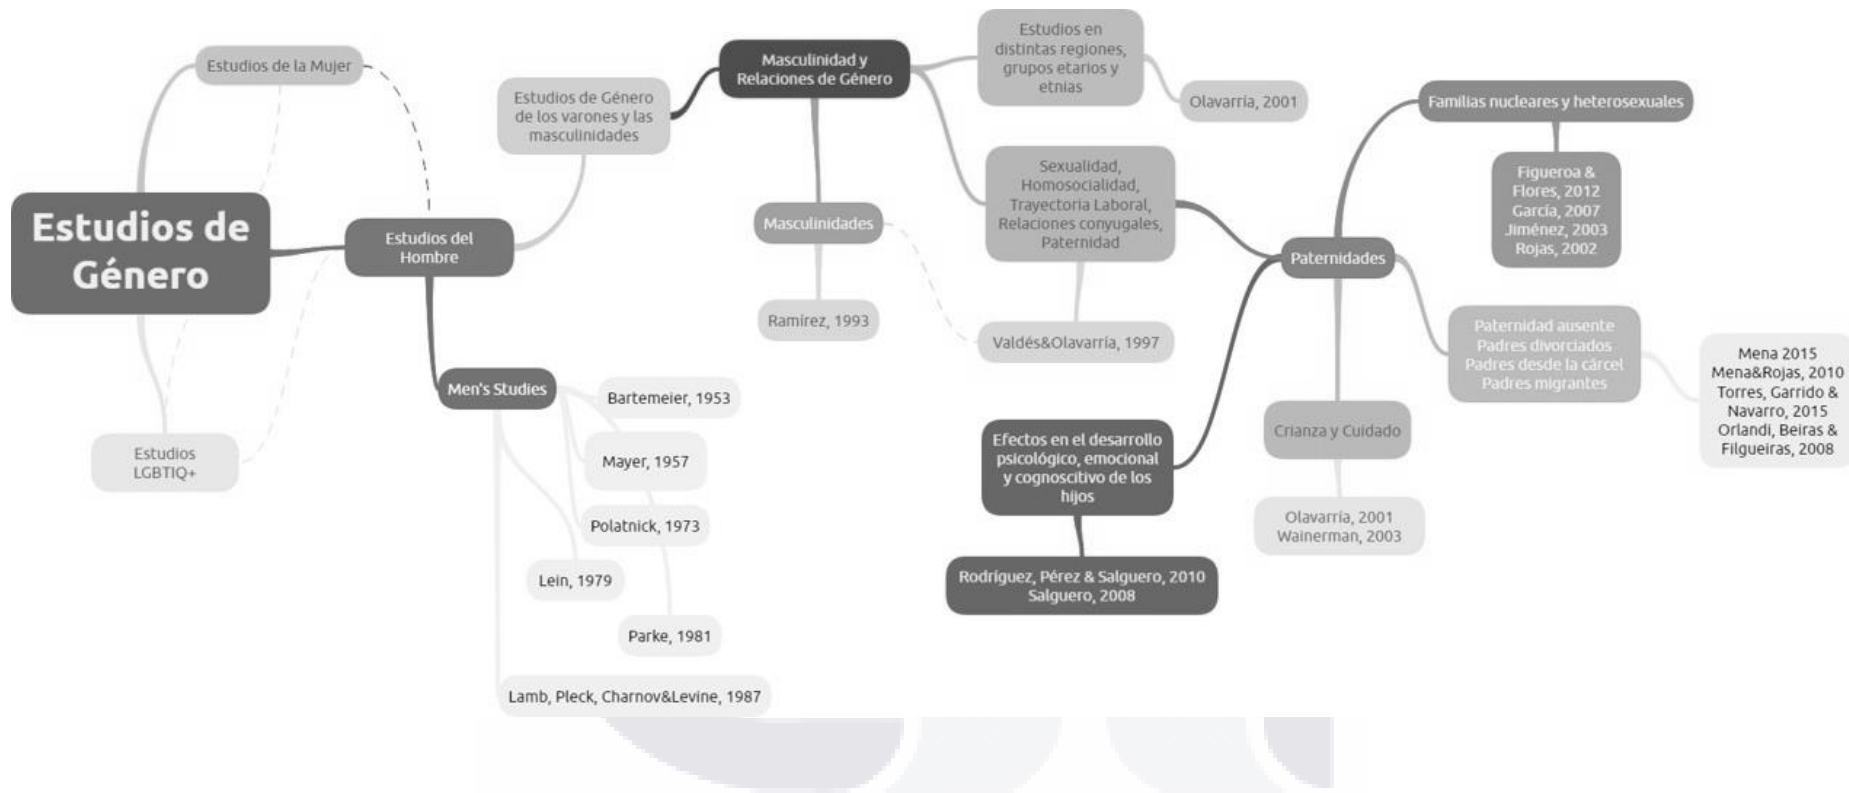 Estudios de
Género
Estudios de la Mujer
Estudios
LGBTIQ+
Estudios del
Hombre
Men's Studies
Bartemeier, 1953
Mayer, 1957
Polatnick, 1973
Lein, 1979
Parke, 1981
Lamb, Pleck, Charnov&Levine, 1987
Estudios de Género
de los varones y las
masculinidades
Masculinidad y
Relaciones de Género
Masculinidades
Ramírez, 1993
Estudios en
distintas regiones,
grupos etarios y
etnias
Olavarría, 2001
Sexualidad,
Homosocialidad,
Trayectoria Laboral,
Relaciones conyugales,
Paternidad
Valdés&Olavarría, 1997
Paternidades
Familias nucleares y heterosexuales
Figueroa &
Flores, 2012
García, 2007
Jiménez, 2003
Rojas, 2002
Paternidad ausente
Padres divorciados
Padres desde la cárcel
Padres migrantes
Mena 2015
Mena&Rojas, 2010
Torres, Garrido &
Navarro, 2015
Orlandi, Beiras &
Filgueiras, 2008
Crianza y Cuidado
Olavarría, 2001
Wainerman, 2003
Efectos en el desarrollo
psicológico, emocional
y cognoscitivo de los
hijos
Rodríguez, Pérez & Salguero, 2010
Salguero, 2008